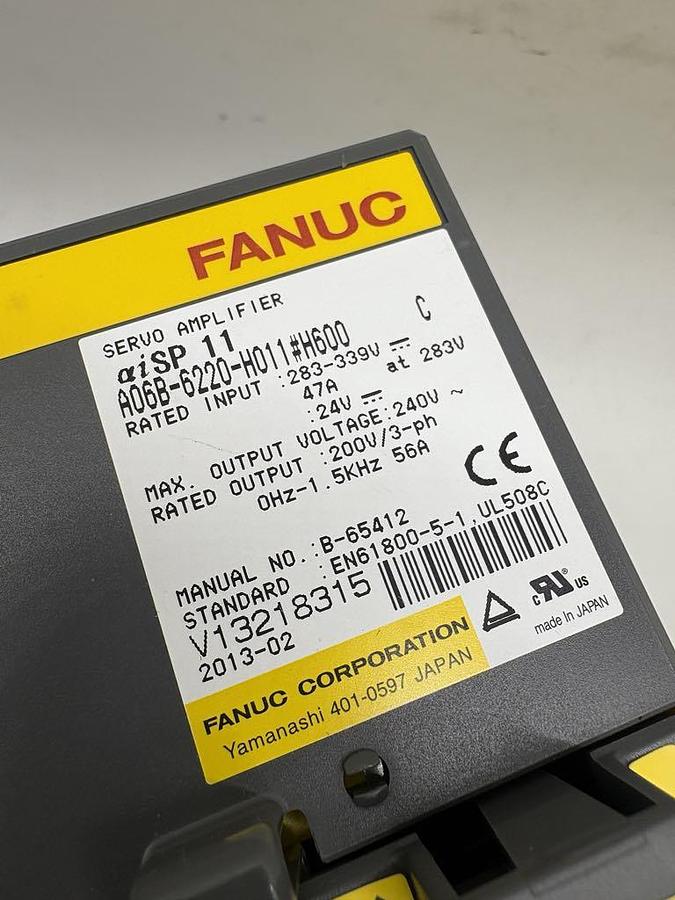 FANUC
SERVO AMPLIFIER
αiSP 11 C
A06B-6220-H011#H600
RATED INPUT :283-339V ⎓
47A at 283V
:24V ⎓
MAX. OUTPUT VOLTAGE:240V ~
RATED OUTPUT :200V/3-ph
0Hz-1.5KHz 56A
CE
MANUAL NO. :B-65412
STANDARD :EN61800-5-1,UL508C
V13218315
2013-02
c RU ® US
made In JAPAN
FANUC CORPORATION
Yamanashi 401-0597 JAPAN